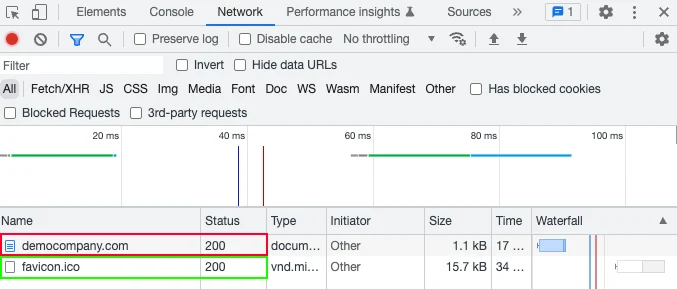 Elements Console Network Performance insights Sources » 1
Preserve log Disable cache No throttling
Filter Invert Hide data URLs
All Fetch/XHR JS CSS Img Media Font Doc WS Wasm Manifest Other Has blocked cookies
Blocked Requests 3rd-party requests
20 ms 40 ms 60 ms 80 ms 100 ms
Name Status Type Initiator Size Time Waterfall
democompany.com 200 docum… Other 1.1 kB 17 …
favicon.ico 200 vnd.mi… Other 15.7 kB 34 …